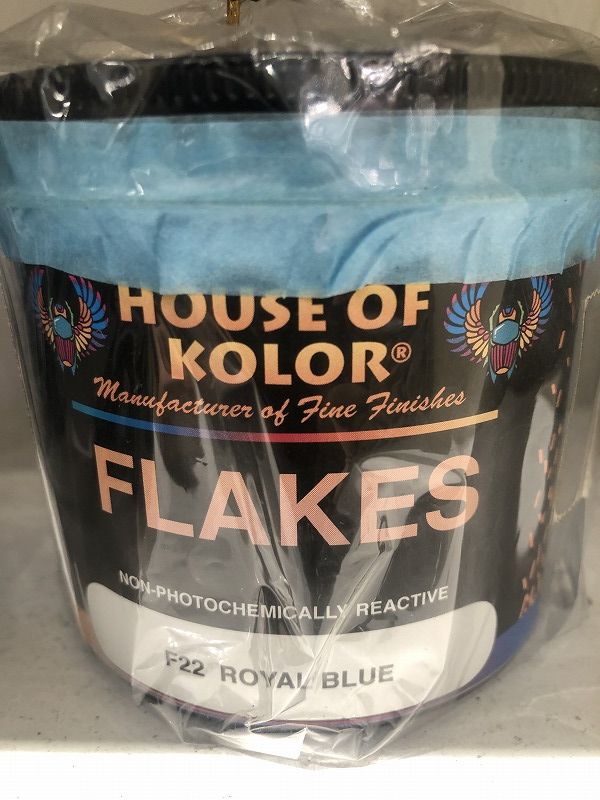 HOUSE OF
KOLOR®
Manufacturer of Fine Finishes
FLAKES
NON-PHOTOCHEMICALLY REACTIVE
F22 ROYAL BLUE